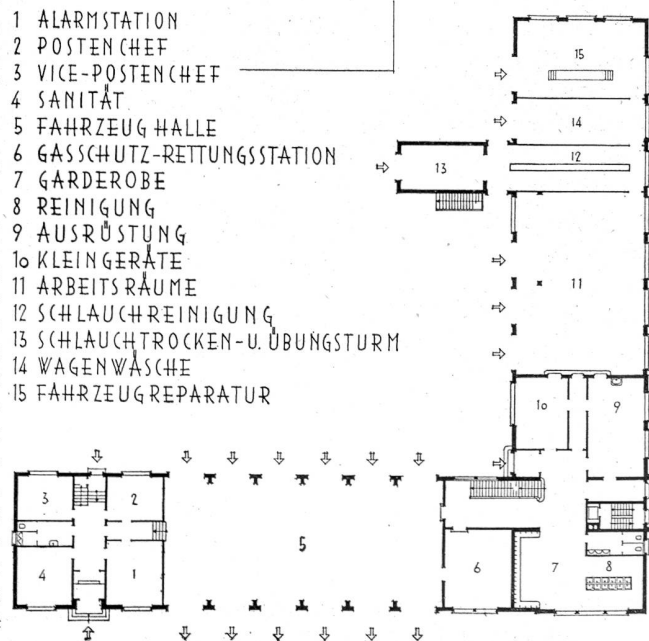 1 ALARMSTATION
2 POSTENCHEF
3 VICE-POSTENCHEF
4 SANITÄT
5 FAHRZEUGHALLE
6 GASSCHUTZ-RETTUNGSSTATION
7 GARDEROBE
8 REINIGUNG
9 AUSRÜSTUNG
10 KLEINGERÄTE
11 ARBEITSRÄUME
12 SCHLAUCHREINIGUNG
13 SCHLAUCHTROCKEN-U. ÜBUNGSTURM
14 WAGENWÄSCHE
15 FAHRZEUGREPARATUR
15
14
12
13
11
10
9
3
2
5
4
1
6
7
8